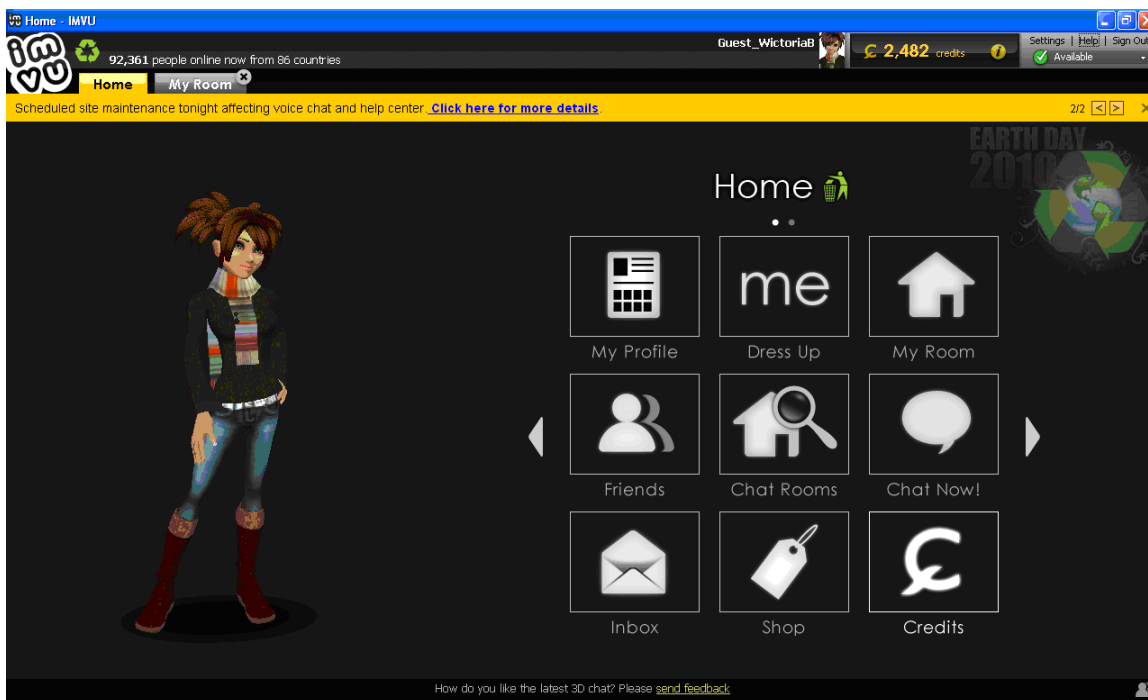 Home - IMVU
imvu
92,361 people online now from 86 countries
Guest_WictoriaB
2,482 credits
Settings | Help | Sign Out
Available
Home
My Room
Scheduled site maintenance tonight affecting voice chat and help center. Click here for more details.
2/2 < >
EARTH DAY
2010
Home
me
My Profile
Dress Up
My Room
Friends
Chat Rooms
Chat Now!
Inbox
Shop
Credits
How do you like the latest 3D chat? Please send feedback